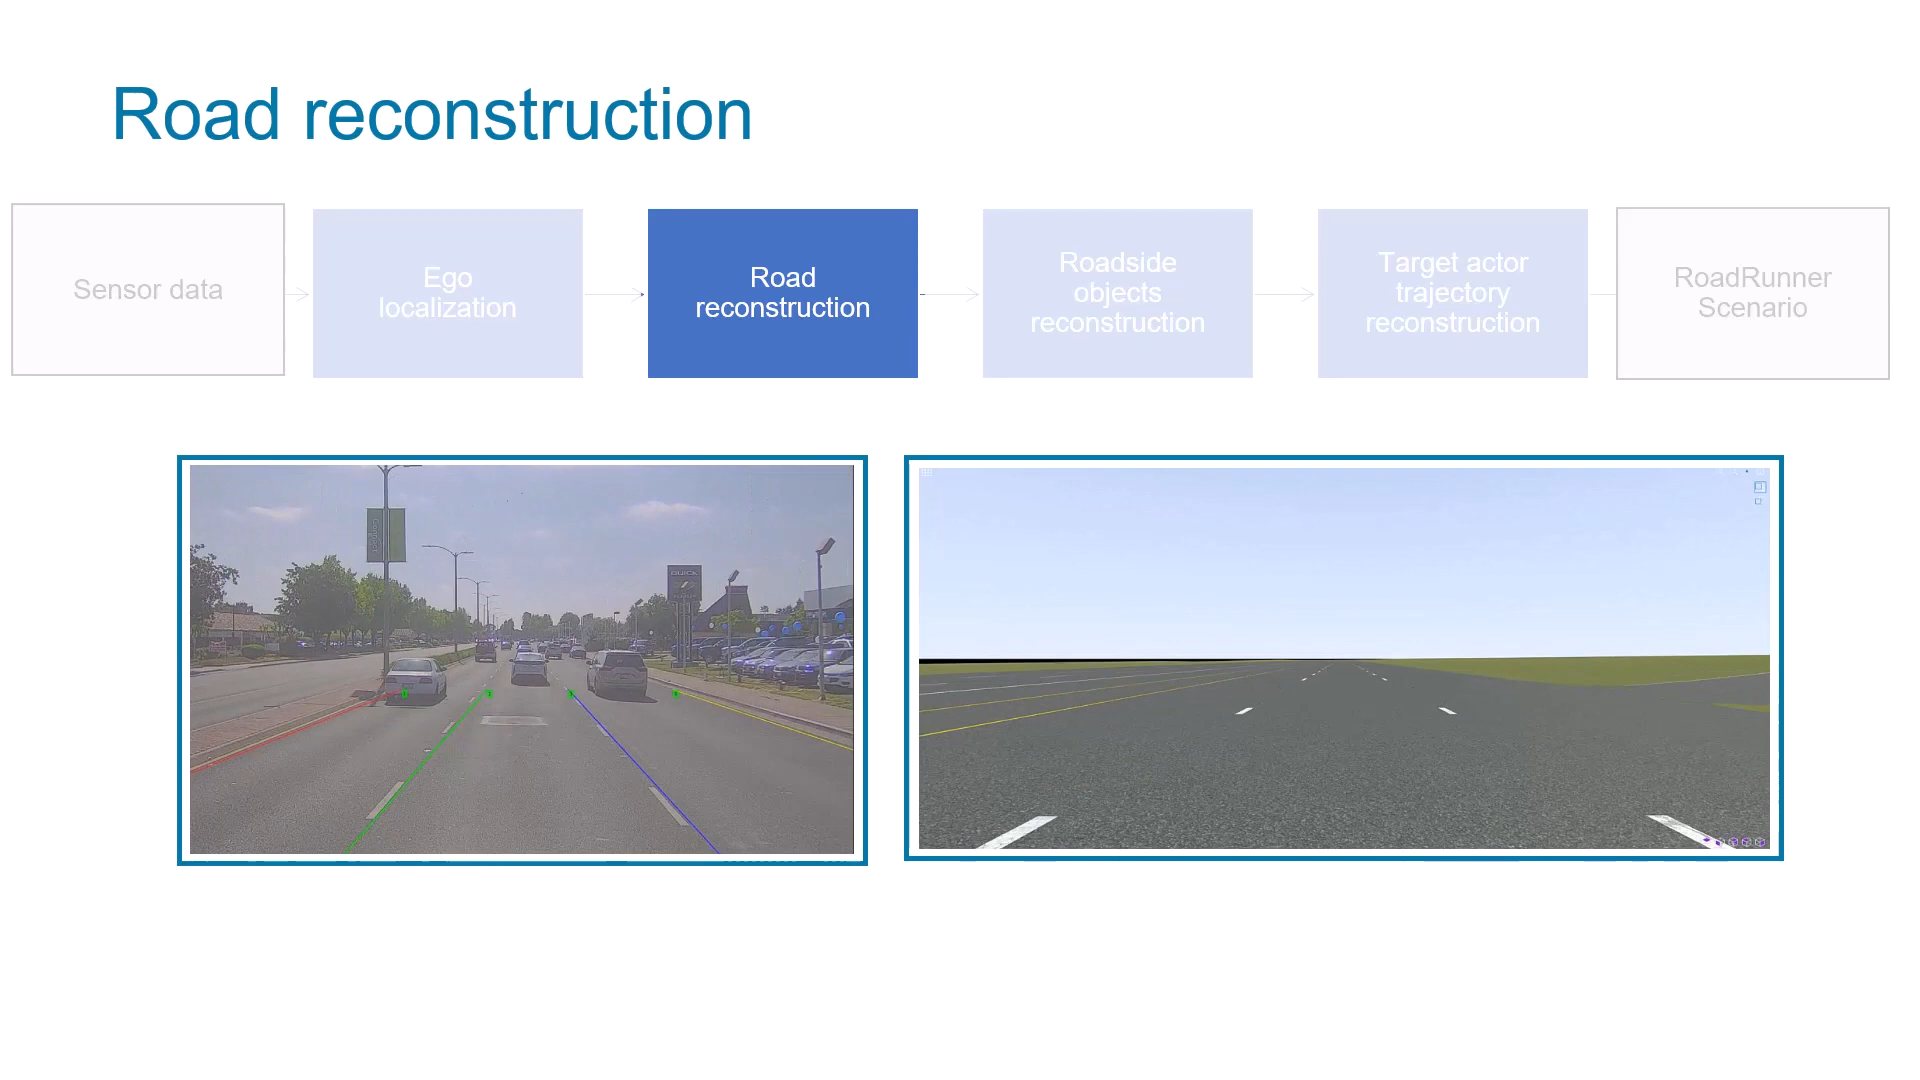 Road reconstruction
Sensor data
Ego
localization
Road
reconstruction
Roadside
objects
reconstruction
Target actor
trajectory
reconstruction
RoadRunner
Scenario
BUICK